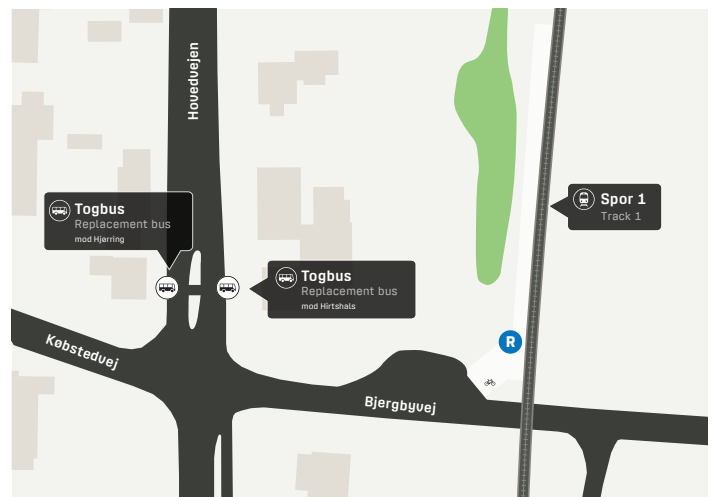 Hovedvejen
Togbus
Replacement bus
mod Hjørring
Spor 1
Track 1
Togbus
Replacement bus
mod Hirtshals
R
Købstedvej
Bjergbyvej